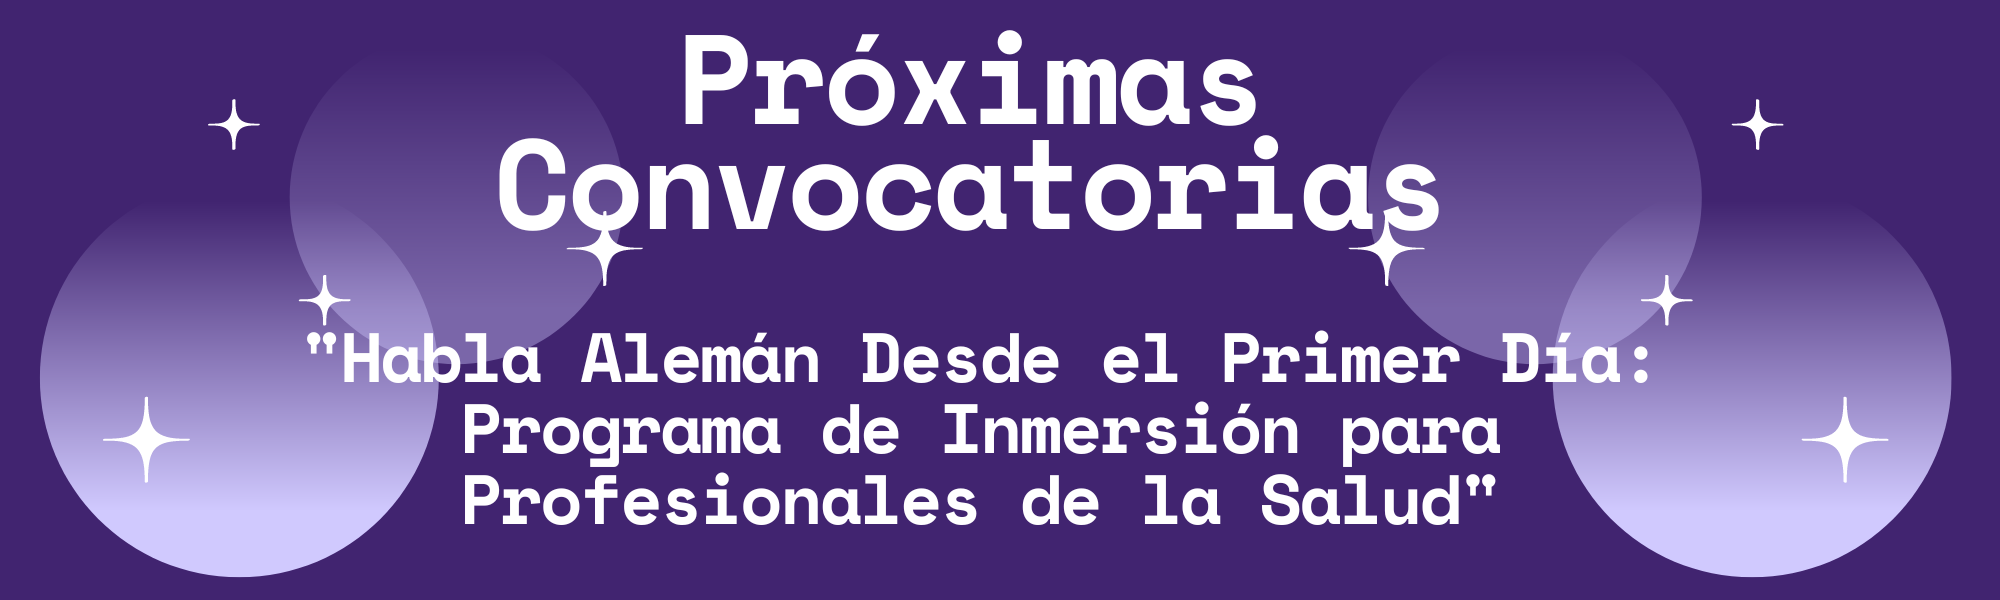 Próximas
Convocatorias
"Habla Alemán Desde el Primer Día:
Programa de Inmersión para
Profesionales de la Salud"